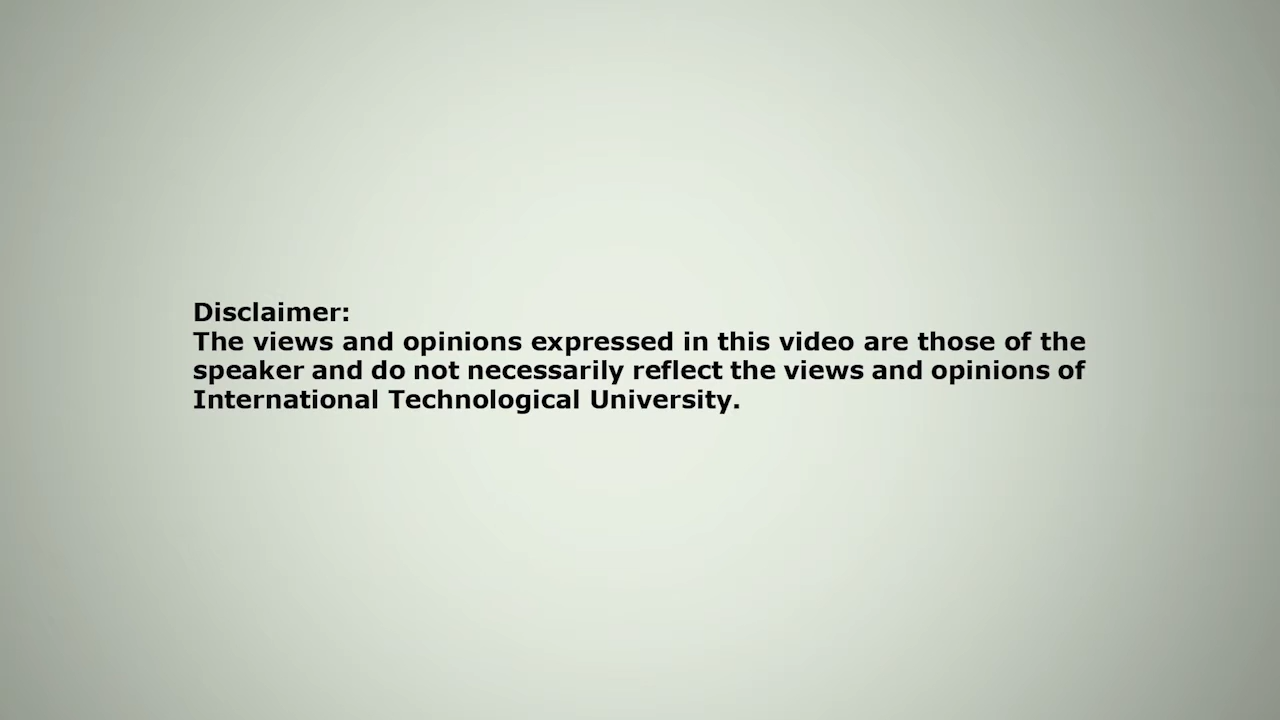 Disclaimer:
The views and opinions expressed in this video are those of the
speaker and do not necessarily reflect the views and opinions of
International Technological University.